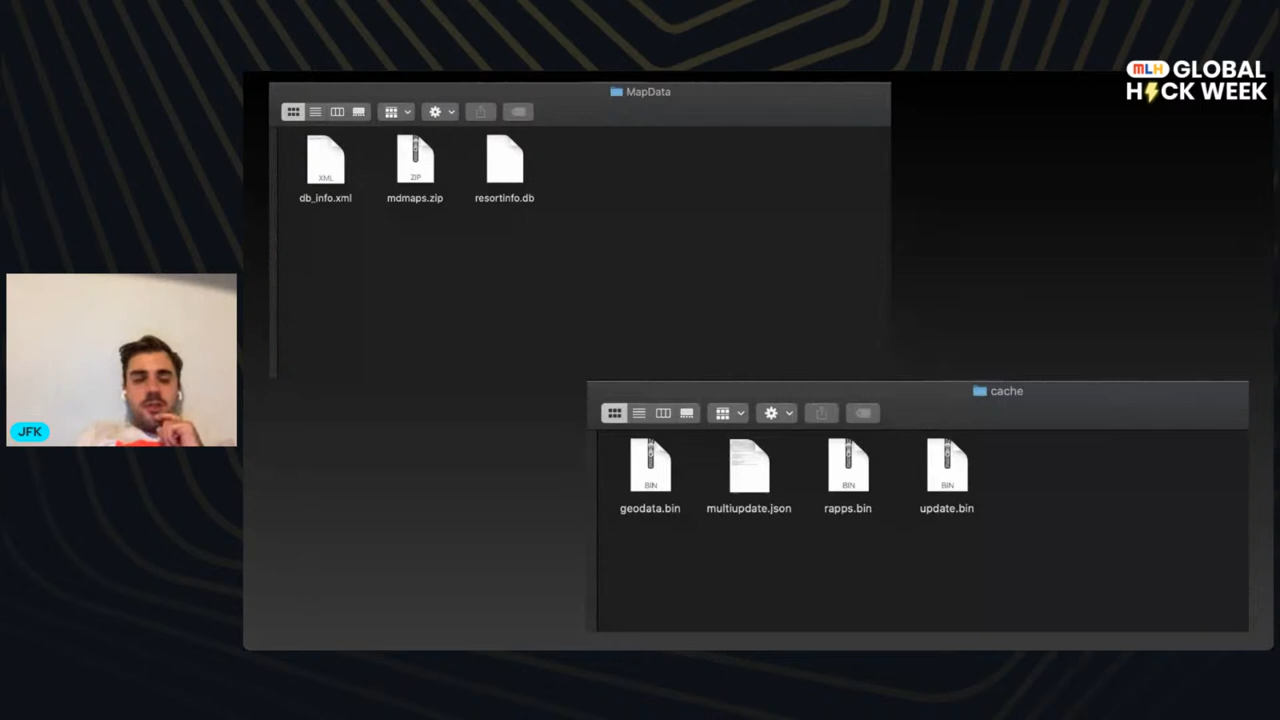 MLH GLOBAL
HACK WEEK
MapData
XML
ZIP
db_info.xml
mdmaps.zip
resortinfo.db
JFK
cache
BIN
BIN
BIN
geodata.bin
multiupdate.json
rapps.bin
update.bin